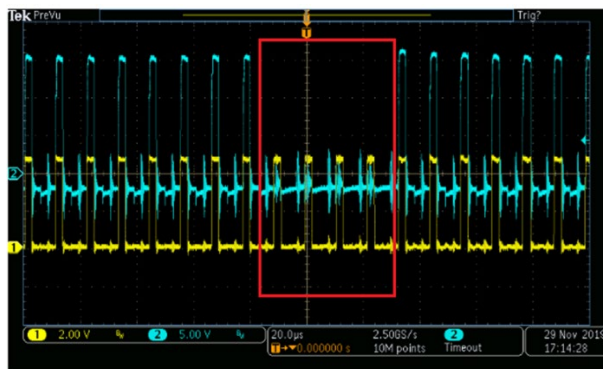 Tek PreVu Trig?
T
2
1
1 2.00 V 2 5.00 V 20.0µs 2.50GS/s 2 29 Nov 2019
T→▼0.000000 s 10M points Timeout 17:14:28